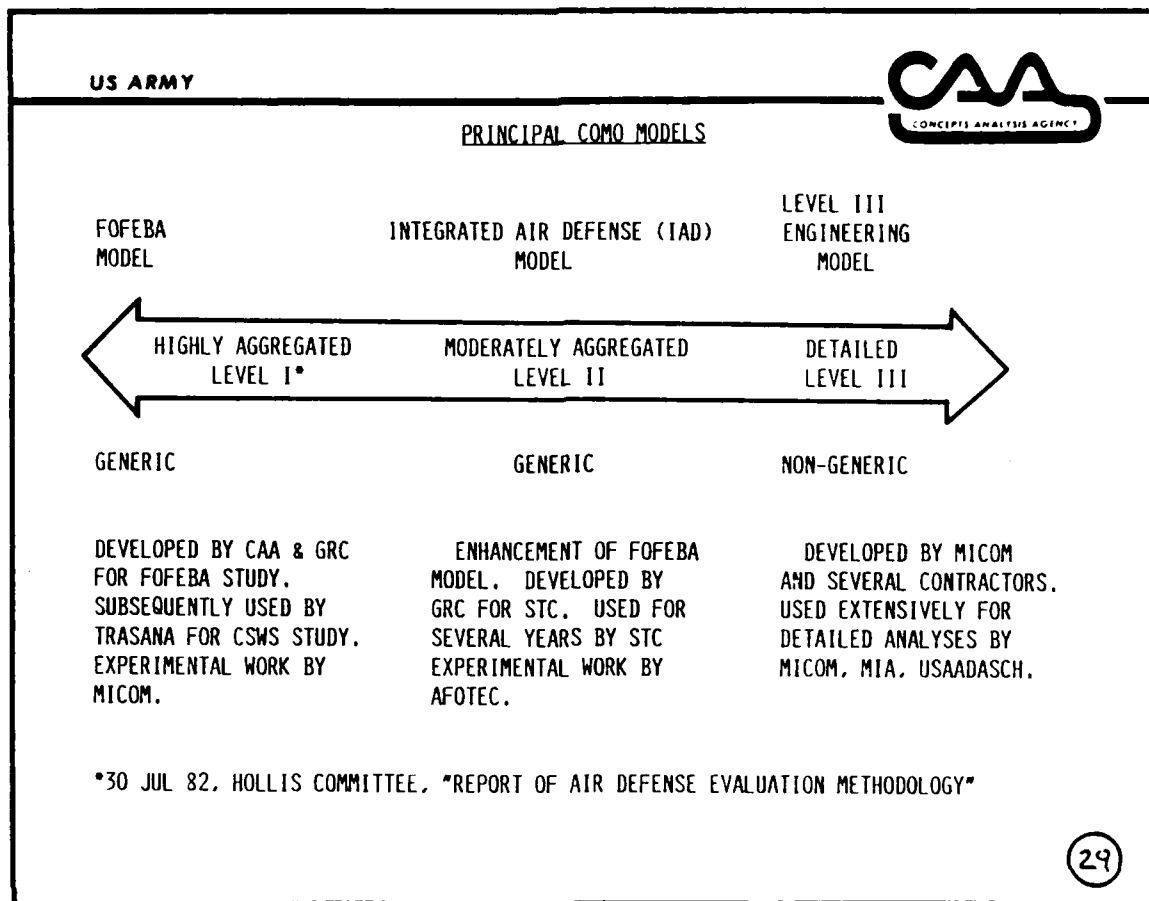 US ARMY
CAA
CONCEPTS ANALYSIS AGENCY
PRINCIPAL COMO MODELS
FOFEBA
MODEL
INTEGRATED AIR DEFENSE (IAD)
MODEL
LEVEL III
ENGINEERING
MODEL
HIGHLY AGGREGATED
LEVEL I*
MODERATELY AGGREGATED
LEVEL II
DETAILED
LEVEL III
GENERIC
GENERIC
NON-GENERIC
DEVELOPED BY CAA & GRC
FOR FOFEBA STUDY.
SUBSEQUENTLY USED BY
TRASANA FOR CSWS STUDY.
EXPERIMENTAL WORK BY
MICOM.
ENHANCEMENT OF FOFEBA
MODEL. DEVELOPED BY
GRC FOR STC. USED FOR
SEVERAL YEARS BY STC
EXPERIMENTAL WORK BY
AFOTEC.
DEVELOPED BY MICOM
AND SEVERAL CONTRACTORS.
USED EXTENSIVELY FOR
DETAILED ANALYSES BY
MICOM, MIA, USAADASCH.
*30 JUL 82, HOLLIS COMMITTEE, "REPORT OF AIR DEFENSE EVALUATION METHODOLOGY"
29